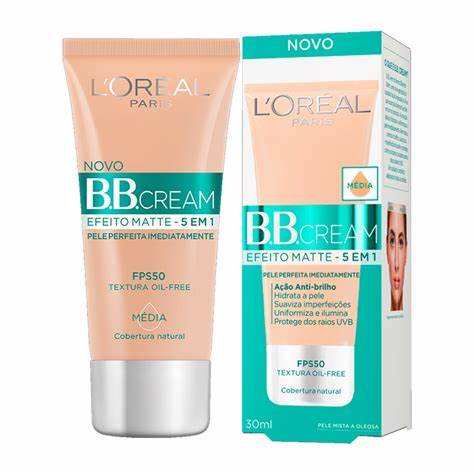 L'ORÉAL
PARIS
NOVO
B.B.CREAM
EFEITO MATTE - 5 EM 1
PELE PERFEITA IMEDIATAMENTE
FPS50
TEXTURA OIL-FREE
MÉDIA
Cobertura natural
NOVO
L'ORÉAL
PARIS
MÉDIA
B.B.CREAM
EFEITO MATTE - 5 EM 1
PELE PERFEITA IMEDIATAMENTE
Ação Anti-brilho
Hidrata a pele
Suaviza imperfeições
Uniformiza e ilumina
Protege dos raios UVB
FPS50
TEXTURA OIL-FREE
Cobertura natural
30ml
PELE MISTA A OLEOSA